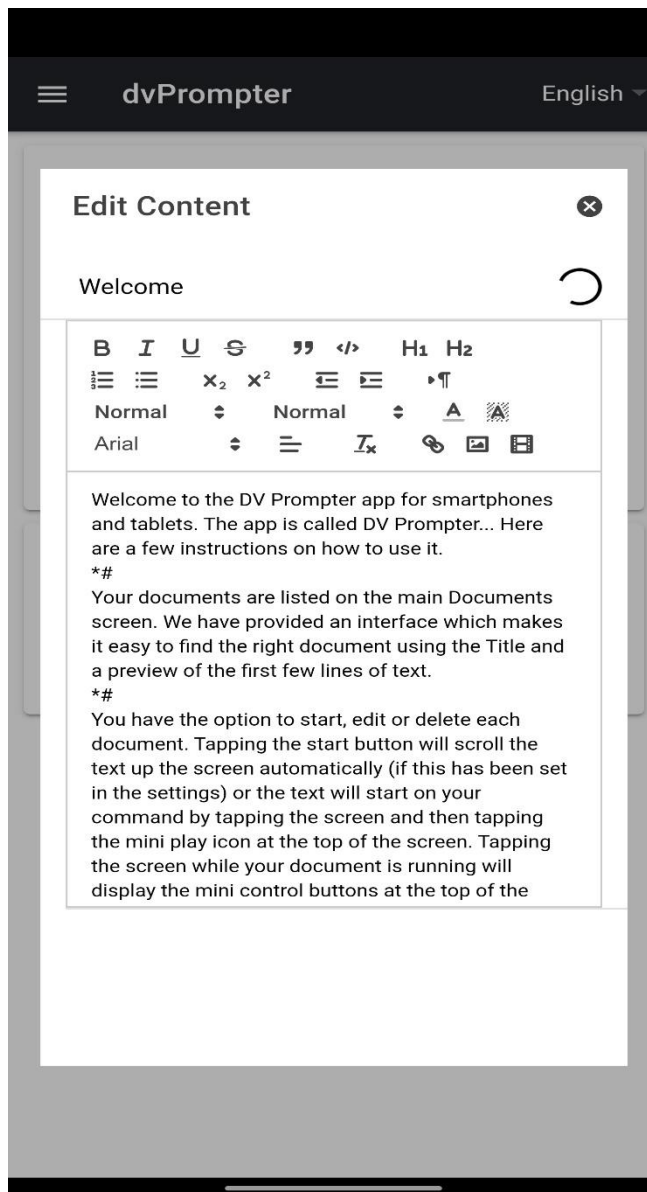 dvPrompter English
Edit Content
Welcome
B I U S ” </> H1 H2
X₂ X² ¶
Normal Normal A A
Arial Tx
Welcome to the DV Prompter app for smartphones
and tablets. The app is called DV Prompter... Here
are a few instructions on how to use it.
*#
Your documents are listed on the main Documents
screen. We have provided an interface which makes
it easy to find the right document using the Title and
a preview of the first few lines of text.
*#
You have the option to start, edit or delete each
document. Tapping the start button will scroll the
text up the screen automatically (if this has been set
in the settings) or the text will start on your
command by tapping the screen and then tapping
the mini play icon at the top of the screen. Tapping
the screen while your document is running will
display the mini control buttons at the top of the